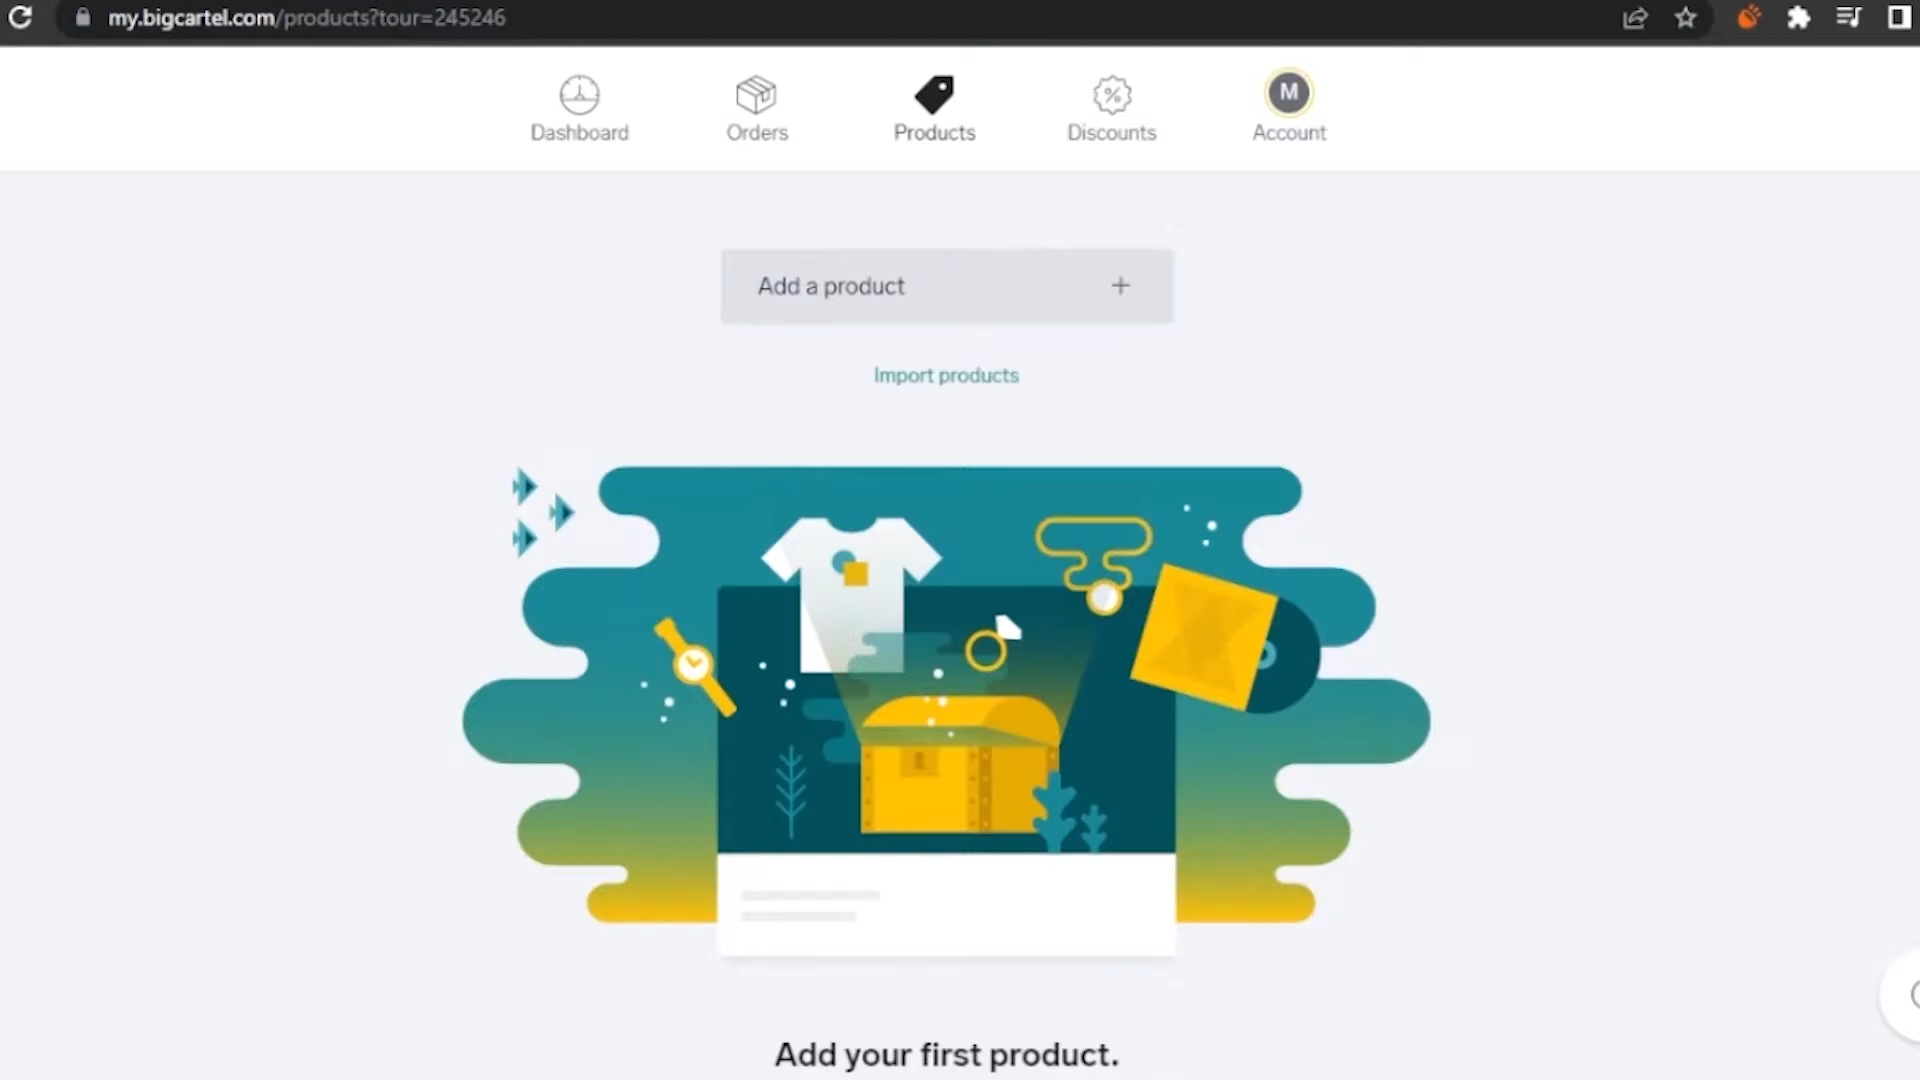 my.bigcartel.com/products?tour=245246
Dashboard
Orders
Products
Discounts
M
Account
Add a product +
Import products
Add your first product.